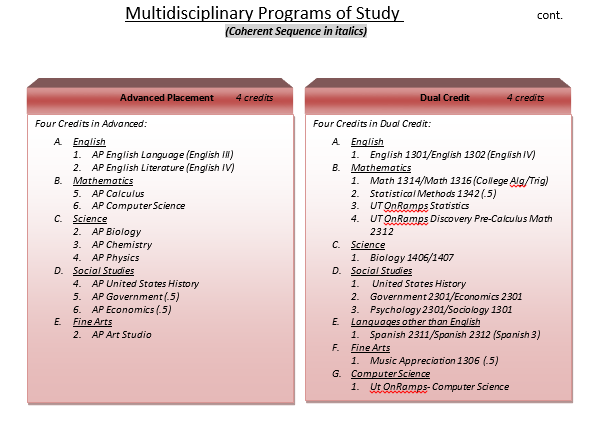 Multidisciplinary Programs of Study cont.
(Coherent Sequence in italics)
Advanced Placement 4 credits
Four Credits in Advanced:
A. English
1. AP English Language (English III)
2. AP English Literature (English IV)
B. Mathematics
5. AP Calculus
6. AP Computer Science
C. Science
2. AP Biology
3. AP Chemistry
4. AP Physics
D. Social Studies
4. AP United States History
5. AP Government (.5)
6. AP Economics (.5)
E. Fine Arts
2. AP Art Studio
Dual Credit 4 credits
Four Credits in Dual Credit:
A. English
1. English 1301/English 1302 (English IV)
B. Mathematics
1. Math 1314/Math 1316 (College Alg/Trig)
2. Statistical Methods 1342 (.5)
3. UT OnRamps Statistics
4. UT OnRamps Discovery Pre-Calculus Math
2312
C. Science
1. Biology 1406/1407
D. Social Studies
1. United States History
2. Government 2301/Economics 2301
3. Psychology 2301/Sociology 1301
E. Languages other than English
1. Spanish 2311/Spanish 2312 (Spanish 3)
F. Fine Arts
1. Music Appreciation 1306 (.5)
G. Computer Science
1. Ut OnRamps- Computer Science